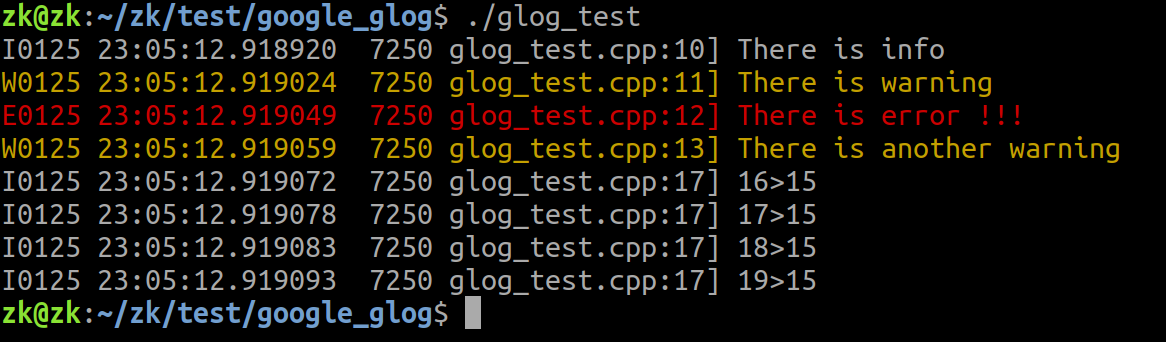 zk@zk:~/zk/test/google_glog$ ./glog_test
I0125 23:05:12.918920  7250 glog_test.cpp:10] There is info
W0125 23:05:12.919024  7250 glog_test.cpp:11] There is warning
E0125 23:05:12.919049  7250 glog_test.cpp:12] There is error !!!
W0125 23:05:12.919059  7250 glog_test.cpp:13] There is another warning
I0125 23:05:12.919072  7250 glog_test.cpp:17] 16>15
I0125 23:05:12.919078  7250 glog_test.cpp:17] 17>15
I0125 23:05:12.919083  7250 glog_test.cpp:17] 18>15
I0125 23:05:12.919093  7250 glog_test.cpp:17] 19>15
zk@zk:~/zk/test/google_glog$